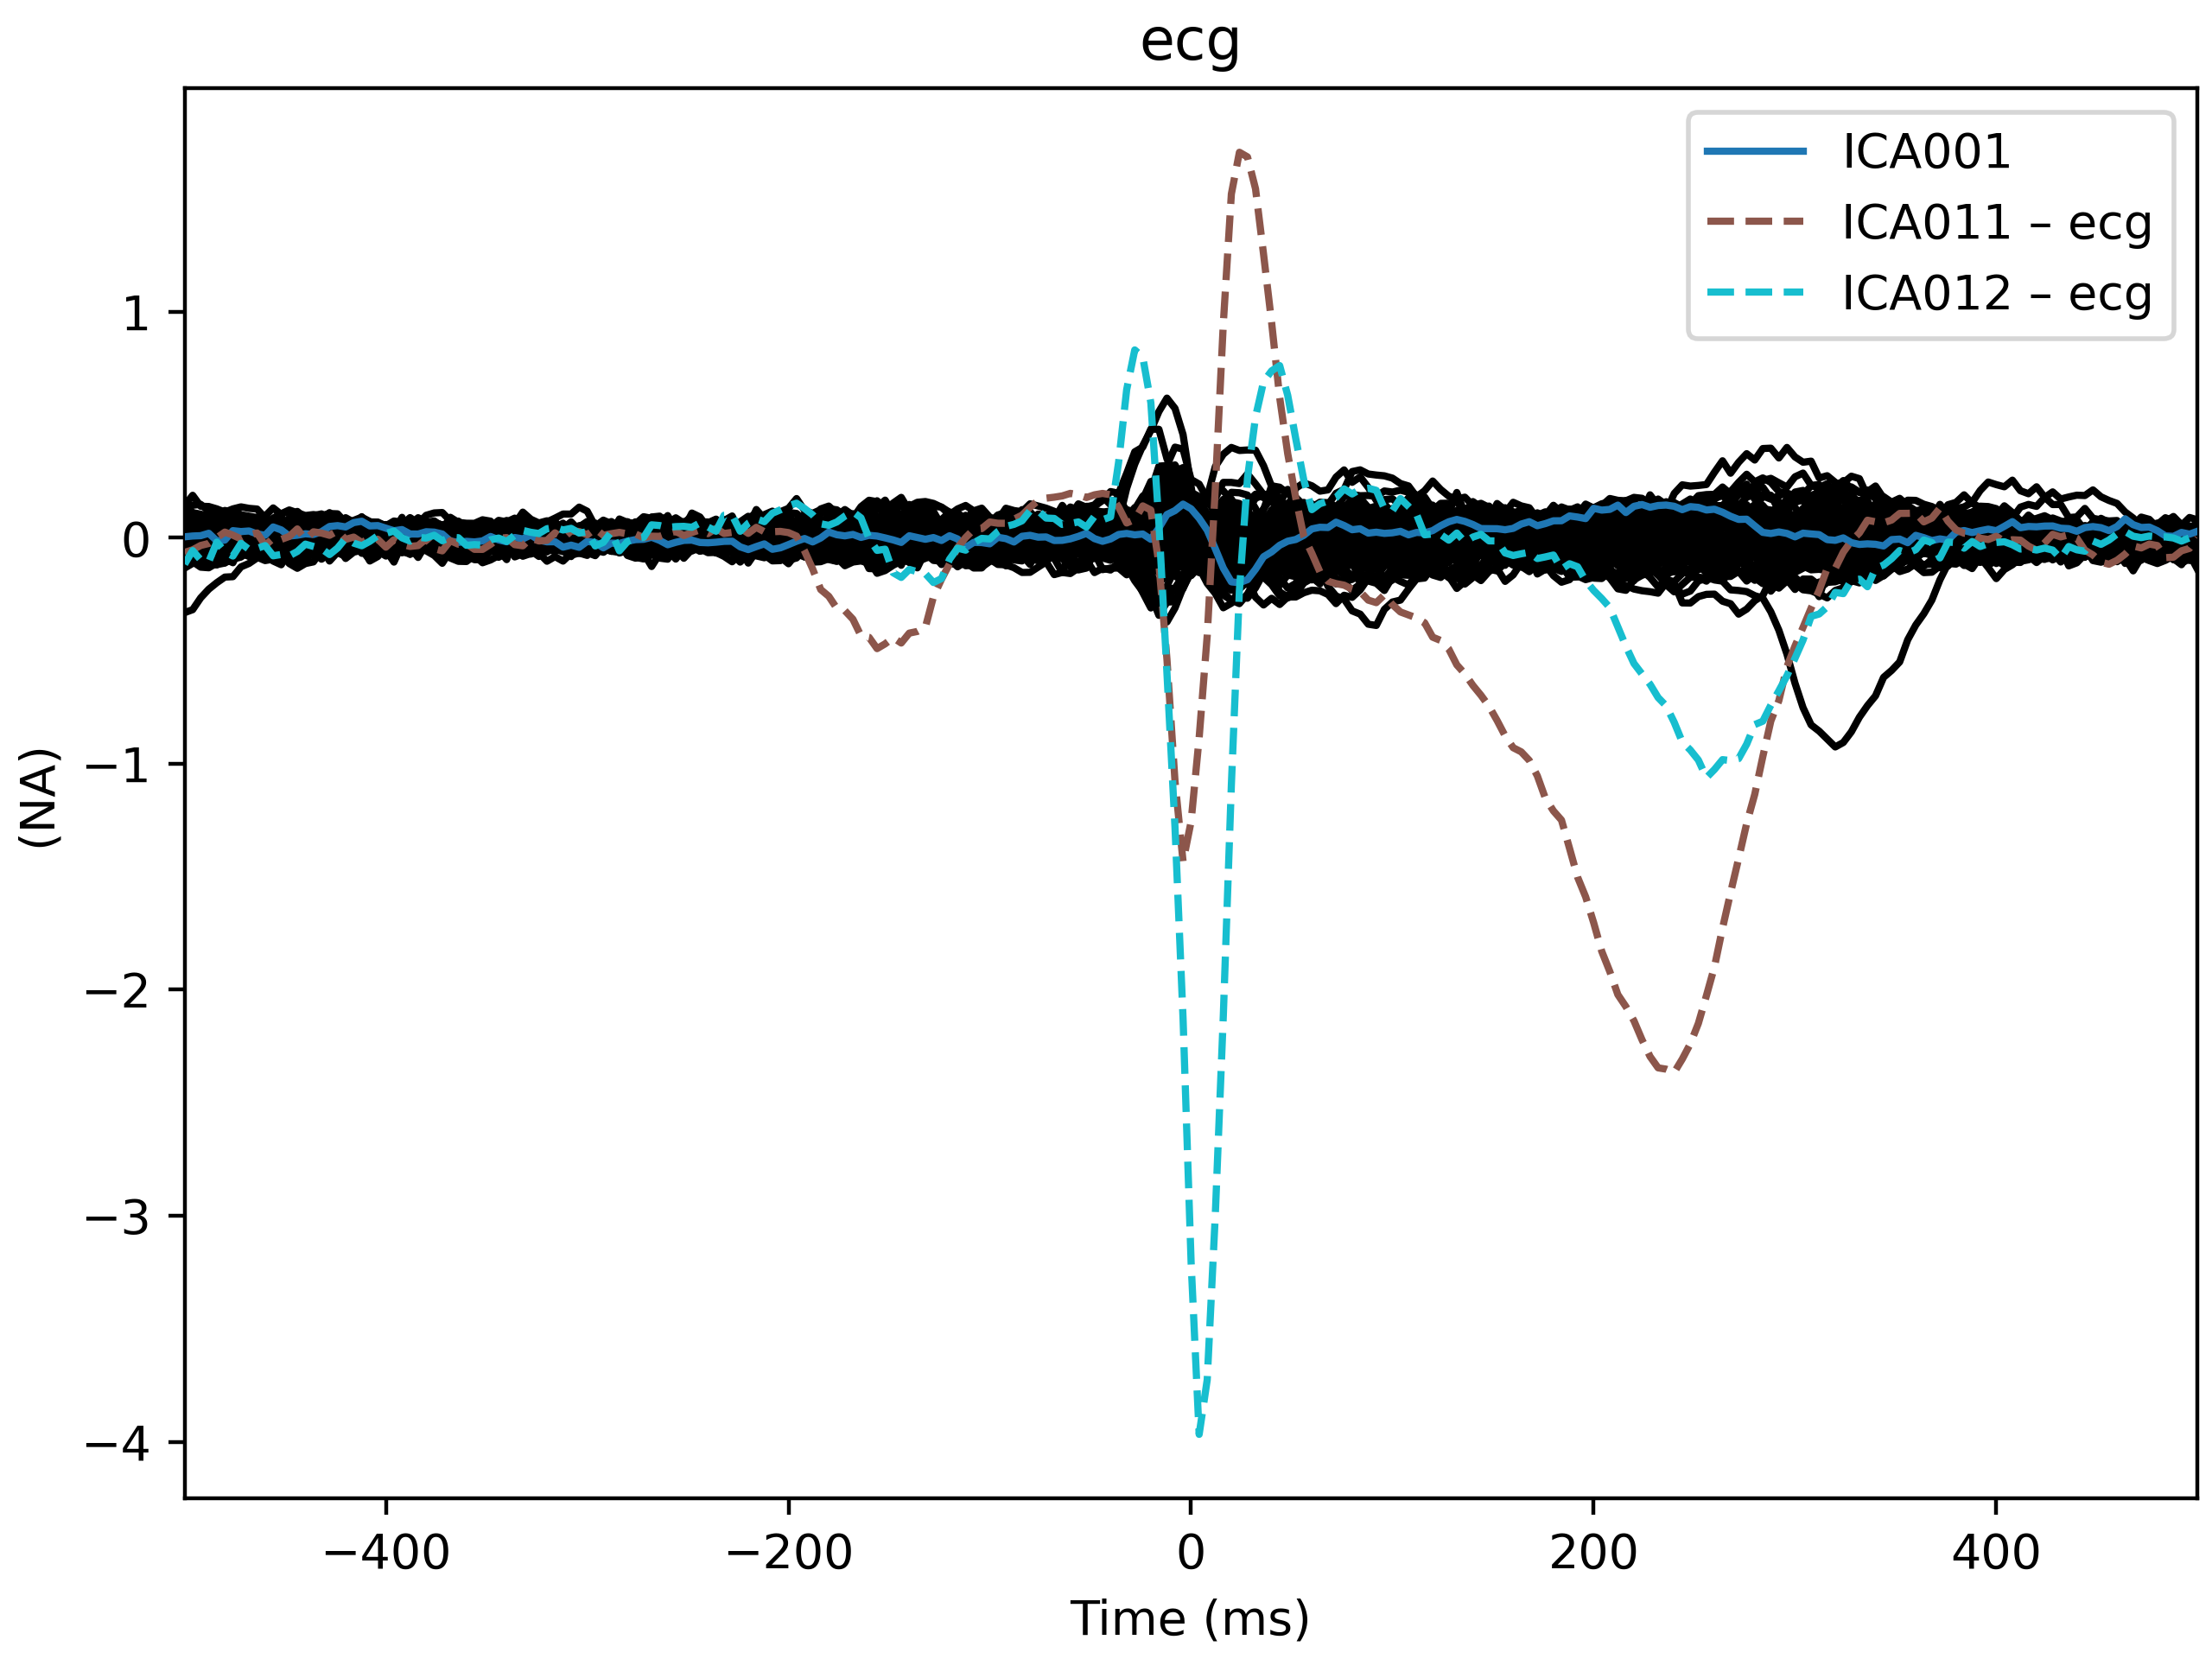 ecg
ICA001
ICA011 – ecg
ICA012 – ecg
1
0
−1
−2
−3
−4
(NA)
−400 −200 0 200 400
Time (ms)